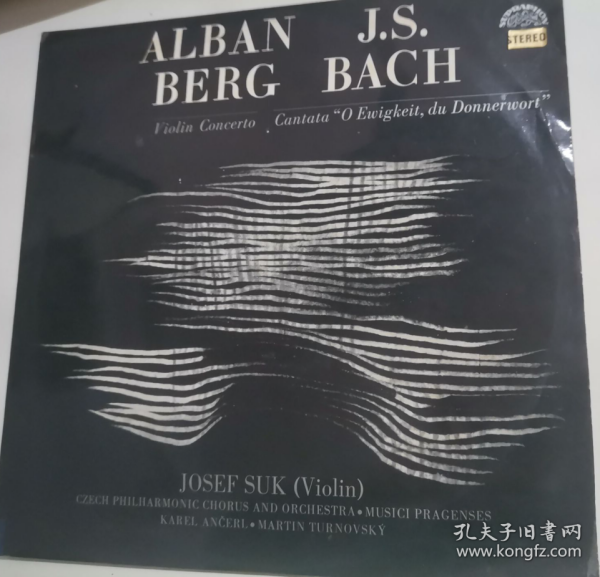 ALBAN J.S.
BERG BACH
Violin Concerto Cantata “O Ewigkeit, du Donnerwort”
SUPRAPHON
STEREO
JOSEF SUK (Violin)
CZECH PHILHARMONIC CHORUS AND ORCHESTRA • MUSICI PRAGENSES
KAREL ANČERL • MARTIN TURNOVSKÝ
孔夫子旧书网
www.kongfz.com